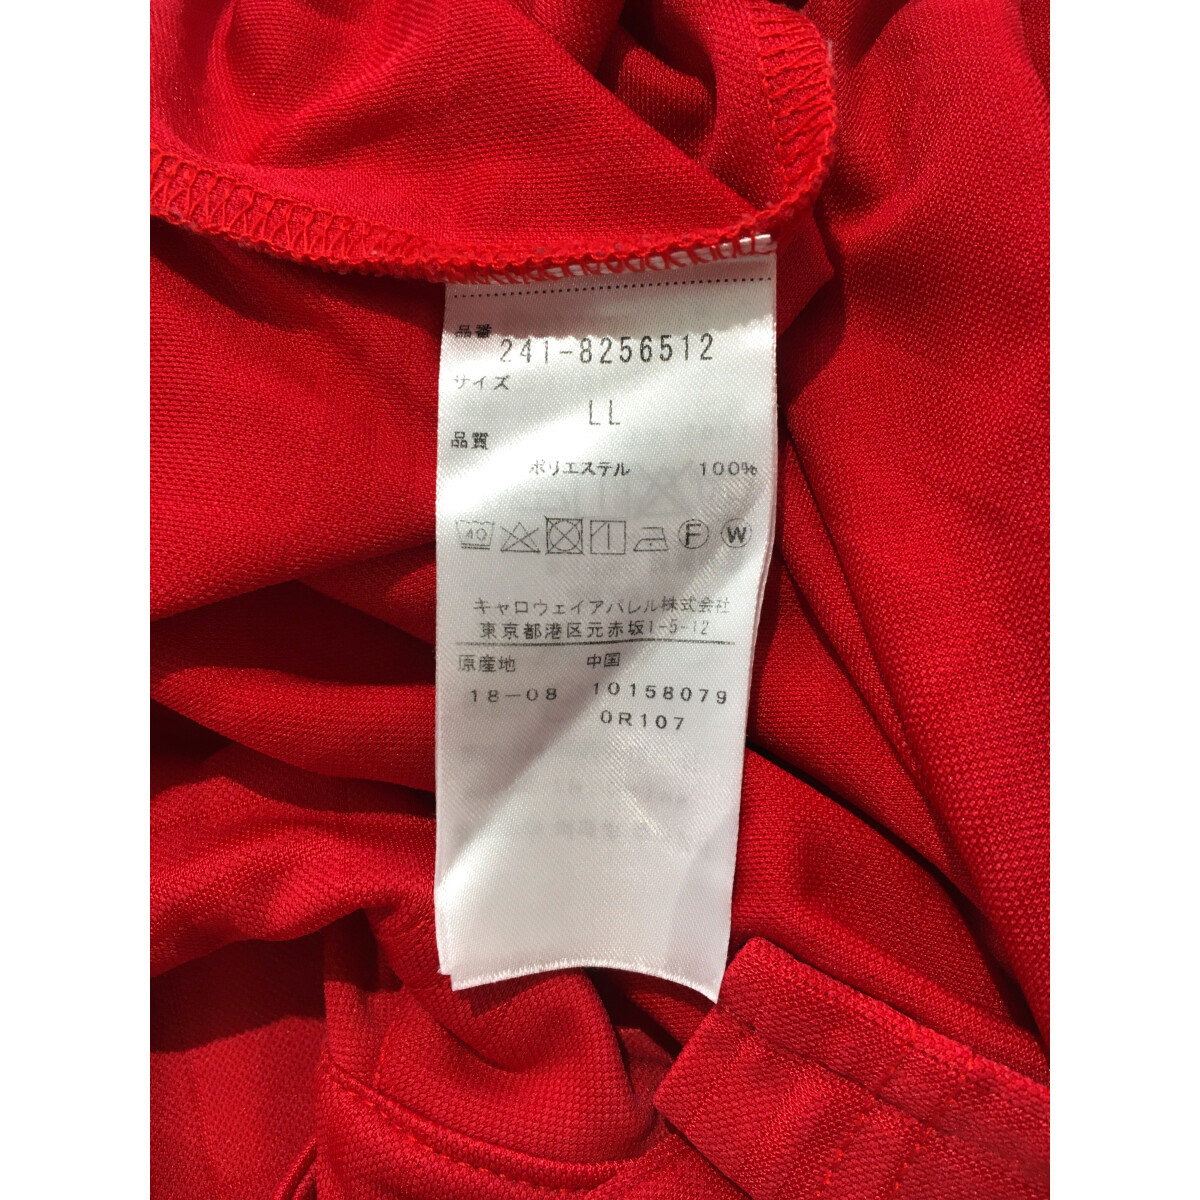 品番
241-8256512
サイズ
LL
品質
ポリエステル 100%
40 F W
キャロウェイアパレル株式会社
東京都港区元赤坂1-5-12
原産地 中国
18-08 10158079
0R107